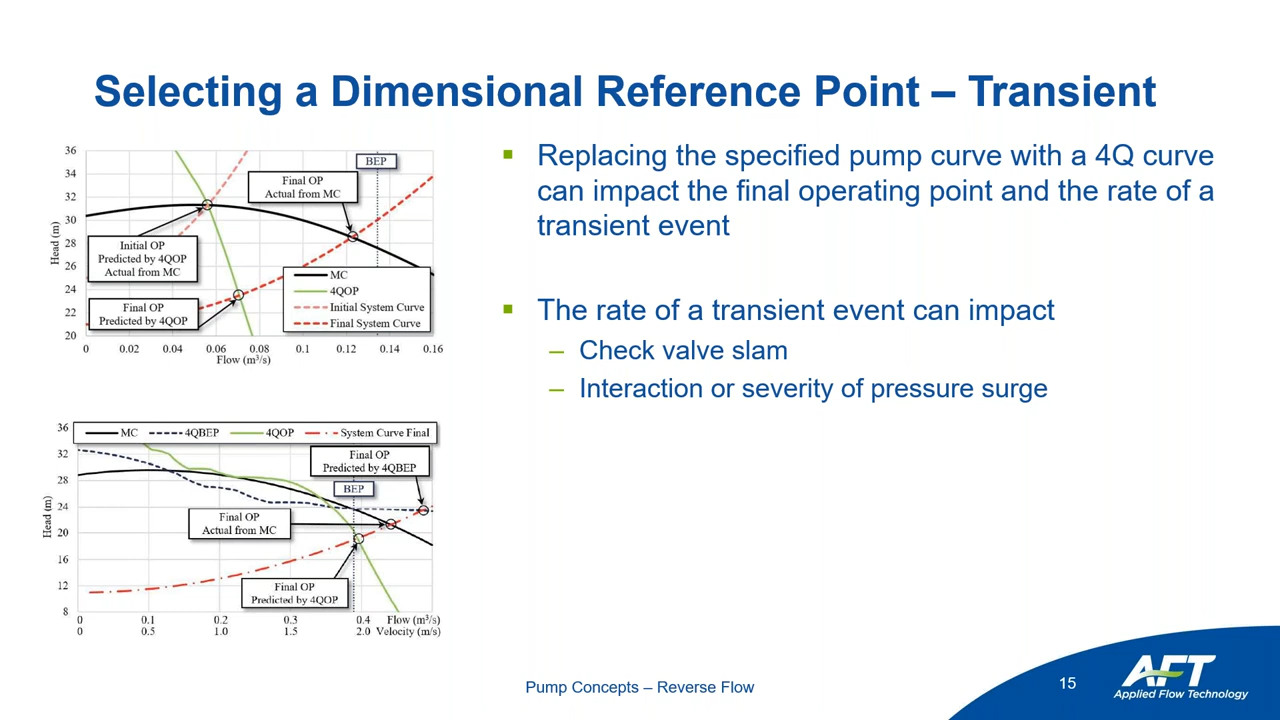 Selecting a Dimensional Reference Point – Transient
36
34
32
30
28
26
24
22
20
Head (m)
BEP
Final OP
Actual from MC
Initial OP
Predicted by 4QOP
Actual from MC
Final OP
Predicted by 4QOP
MC
4QOP
Initial System Curve
Final System Curve
0 0.02 0.04 0.06 0.08 0.1 0.12 0.14 0.16
Flow (m³/s)
36
32
28
24
20
16
12
8
Head (m)
MC 4QBEP 4QOP System Curve Final
Final OP
Predicted by 4QBEP
BEP
Final OP
Actual from MC
Final OP
Predicted by 4QOP
0 0.1 0.2 0.3 0.4 Flow (m³/s)
0 0.5 1.0 1.5 2.0 Velocity (m/s)
▪ Replacing the specified pump curve with a 4Q curve
can impact the final operating point and the rate of a
transient event
▪ The rate of a transient event can impact
– Check valve slam
– Interaction or severity of pressure surge
Pump Concepts – Reverse Flow
15
AFT
Applied Flow Technology